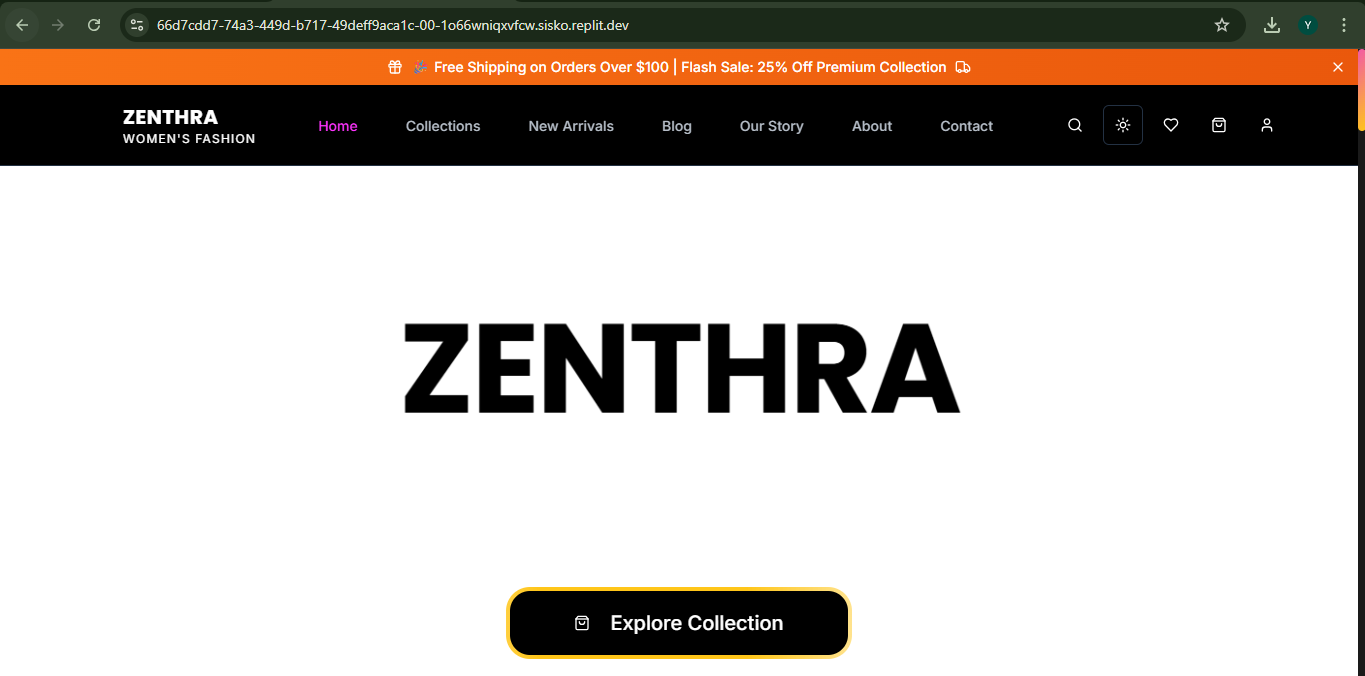 66d7cdd7-74a3-449d-b717-49deff9aca1c-00-1o66wniqxvfcw.sisko.replit.dev
Y
🎉 Free Shipping on Orders Over $100 | Flash Sale: 25% Off Premium Collection
ZENTHRA
WOMEN'S FASHION
Home Collections New Arrivals Blog Our Story About Contact
ZENTHRA
Explore Collection